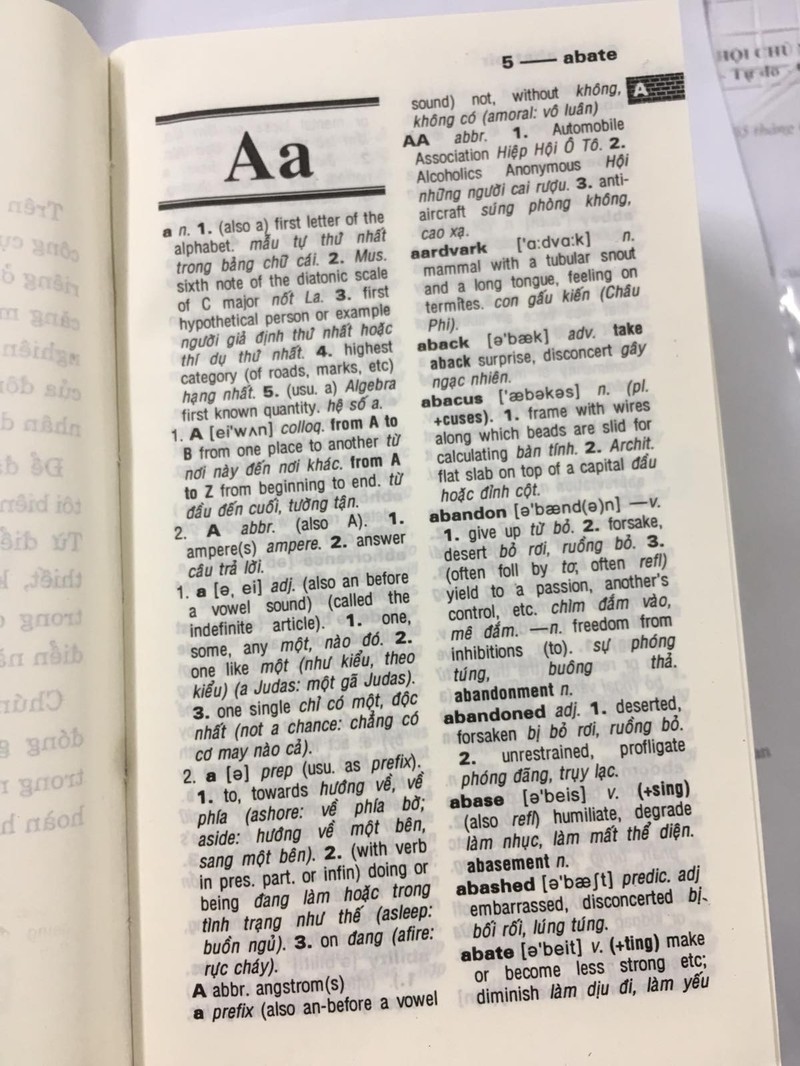 5 — abate
Aa
a n. 1. (also a) first letter of the
alphabet. mẫu tự thứ nhất
trong bảng chữ cái. 2. Mus.
sixth note of the diatonic scale
of C major nốt La. 3. first
hypothetical person or example
người giả định thứ nhất hoặc
thí dụ thứ nhất. 4. highest
category (of roads, marks, etc)
hạng nhất. 5. (usu. a) Algebra
first known quantity. hệ số a.
1. A [ei'wʌn] colloq. from A to
B from one place to another từ
nơi này đến nơi khác. from A
to Z from beginning to end. từ
đầu đến cuối, tường tận.
2. A abbr. (also A). 1.
ampere(s) ampere. 2. answer
câu trả lời.
1. a [ə, ei] adj. (also an before
a vowel sound) (called the
indefinite article). 1. one,
some, any một, nào đó. 2.
one like một (như kiểu, theo
kiểu) (a Judas: một gã Judas).
3. one single chỉ có một, độc
nhất (not a chance: chẳng có
cơ may nào cả).
2. a [ə] prep (usu. as prefix).
1. to, towards hướng về, về
phía (ashore: về phía bờ;
aside: hướng về một bên,
sang một bên). 2. (with verb
in pres. part. or infin) doing or
being đang làm hoặc trong
tình trạng như thế (asleep:
buồn ngủ). 3. on đang (afire:
rực cháy).
A abbr. angstrom(s)
a prefix (also an-before a vowel
sound) not, without không,
không có (amoral: vô luân)
A
AA abbr. 1. Automobile
Association Hiệp Hội Ô Tô. 2.
Alcoholics Anonymous Hội
những người cai rượu. 3. anti-
aircraft súng phòng không,
cao xạ.
aardvark ['ɑ:dvɑ:k] n.
mammal with a tubular snout
and a long tongue, feeling on
termites. con gấu kiến (Châu
Phi).
aback [ə'bæk] adv. take
aback surprise, disconcert gây
ngạc nhiên.
abacus ['æbəkəs] n. (pl.
+cuses). 1. frame with wires
along which beads are slid for
calculating bàn tính. 2. Archit.
flat slab on top of a capital đầu
hoặc đỉnh cột.
abandon [ə'bænd(ə)n] —v.
1. give up từ bỏ. 2. forsake,
desert bỏ rơi, ruồng bỏ. 3.
(often foll by tơ, often refl)
yield to a passion, another's
control, etc. chìm đắm vào,
mê đắm. —n. freedom from
inhibitions (to). sự phóng
túng, buông thả.
abandonment n.
abandoned adj. 1. deserted,
forsaken bị bỏ rơi, ruồng bỏ.
2. unrestrained, profligate
phóng đãng, trụy lạc.
abase [ə'beis] v. (+sing)
(also refl) humiliate, degrade
làm nhục, làm mất thể diện.
abasement n.
abashed [ə'bæʃt] predic. adj
embarrassed, disconcerted bị
bối rối, lúng túng.
abate [ə'beit] v. (+ting) make
or become less strong etc;
diminish làm dịu đi, làm yếu
HỘI CHỦ
Tự do